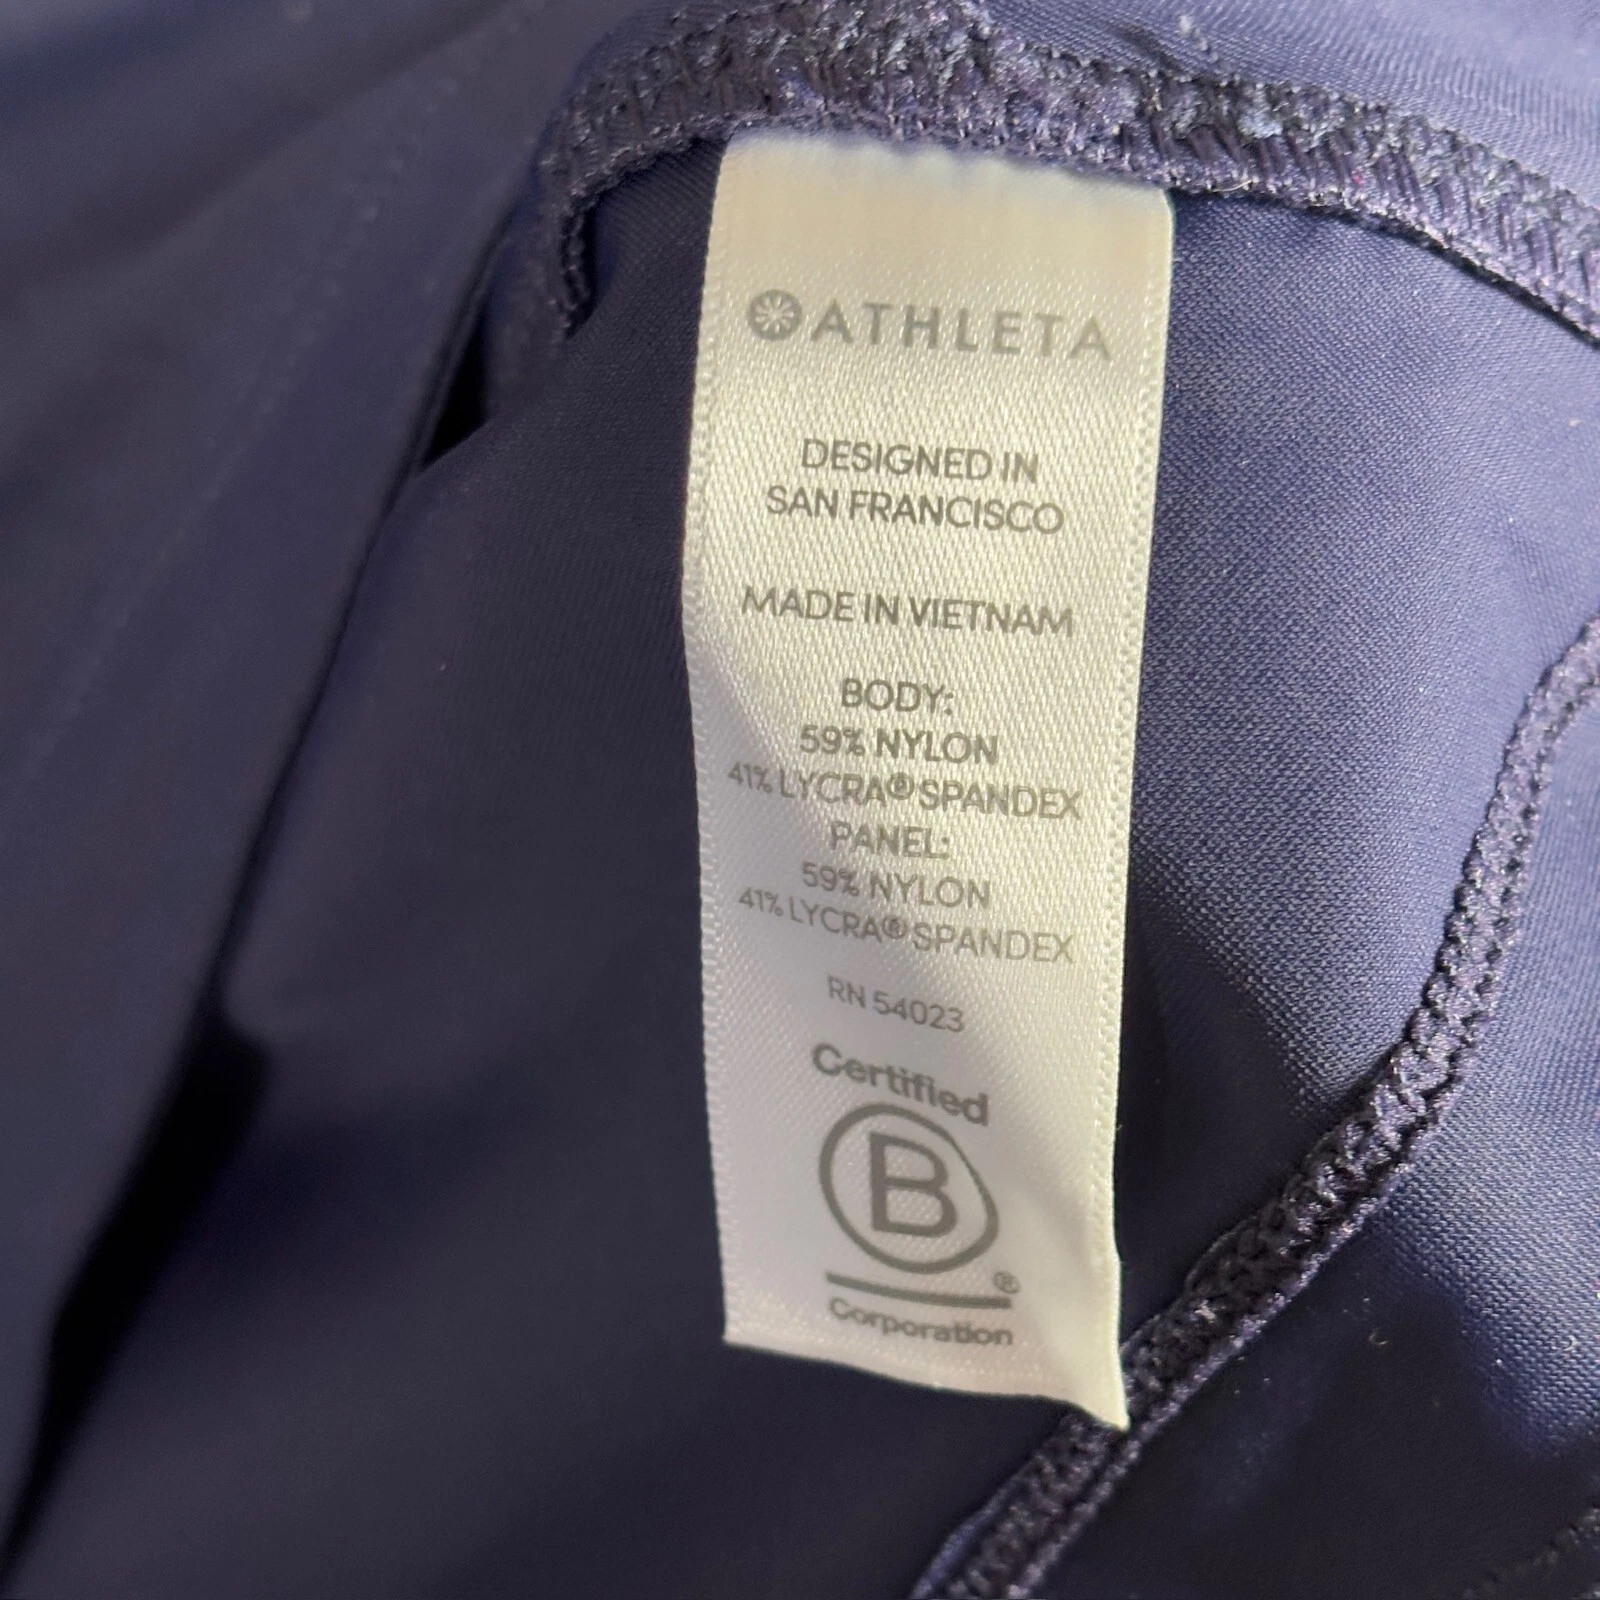 ATHLETA
DESIGNED IN
SAN FRANCISCO
MADE IN VIETNAM
BODY:
59% NYLON
41% LYCRA® SPANDEX
PANEL:
59% NYLON
41% LYCRA® SPANDEX
RN 54023
Certified
B
®
Corporation